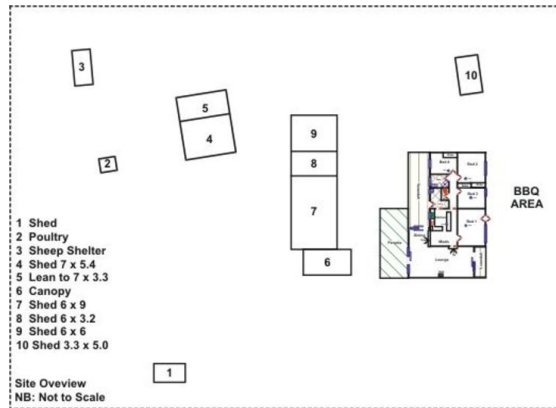 3
10
5
4
9
8
2
7
BBQ
AREA
6
1 Shed
2 Poultry
3 Sheep Shelter
4 Shed 7 x 5.4
5 Lean to 7 x 3.3
6 Canopy
7 Shed 6 x 9
8 Shed 6 x 3.2
9 Shed 6 x 6
10 Shed 3.3 x 5.0
1
Site Oveview
NB: Not to Scale
Lounge